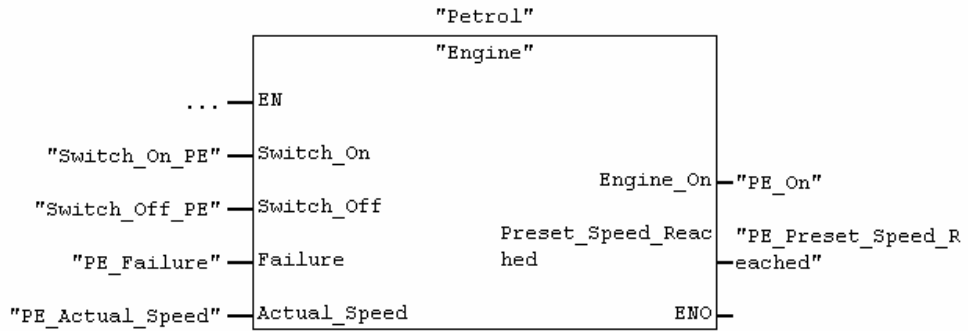 "Petrol"
"Engine"
... EN
"Switch_On_PE" Switch_On
Engine_On "PE_On"
"Switch_Off_PE" Switch_Off
Preset_Speed_Reac "PE_Preset_Speed_R
"PE_Failure" Failure hed eached"
"PE_Actual_Speed" Actual_Speed ENO